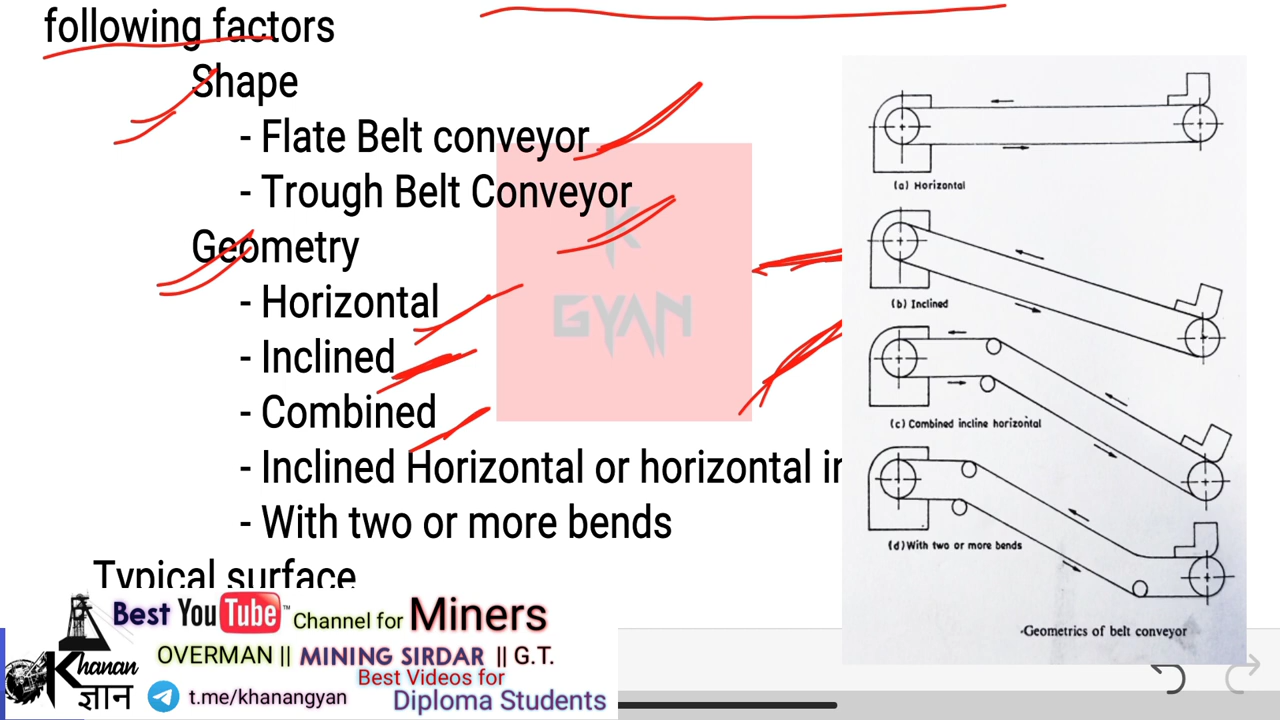 following factors
Shape
- Flate Belt conveyor
- Trough Belt Conveyor
Geometry
- Horizontal
- Inclined
- Combined
- Inclined Horizontal or horizontal in
- With two or more bends
Typical surface
K
GYAN
(a) Horizontal
(b) Inclined
(c) Combined incline horizontal
(d) With two or more bends
-Geometrics of belt conveyor
Best YouTube™ Channel for Miners
OVERMAN || MINING SIRDAR || G.T.
Best Videos for
Diploma Students
Khanan
ज्ञान
t.me/khanangyan